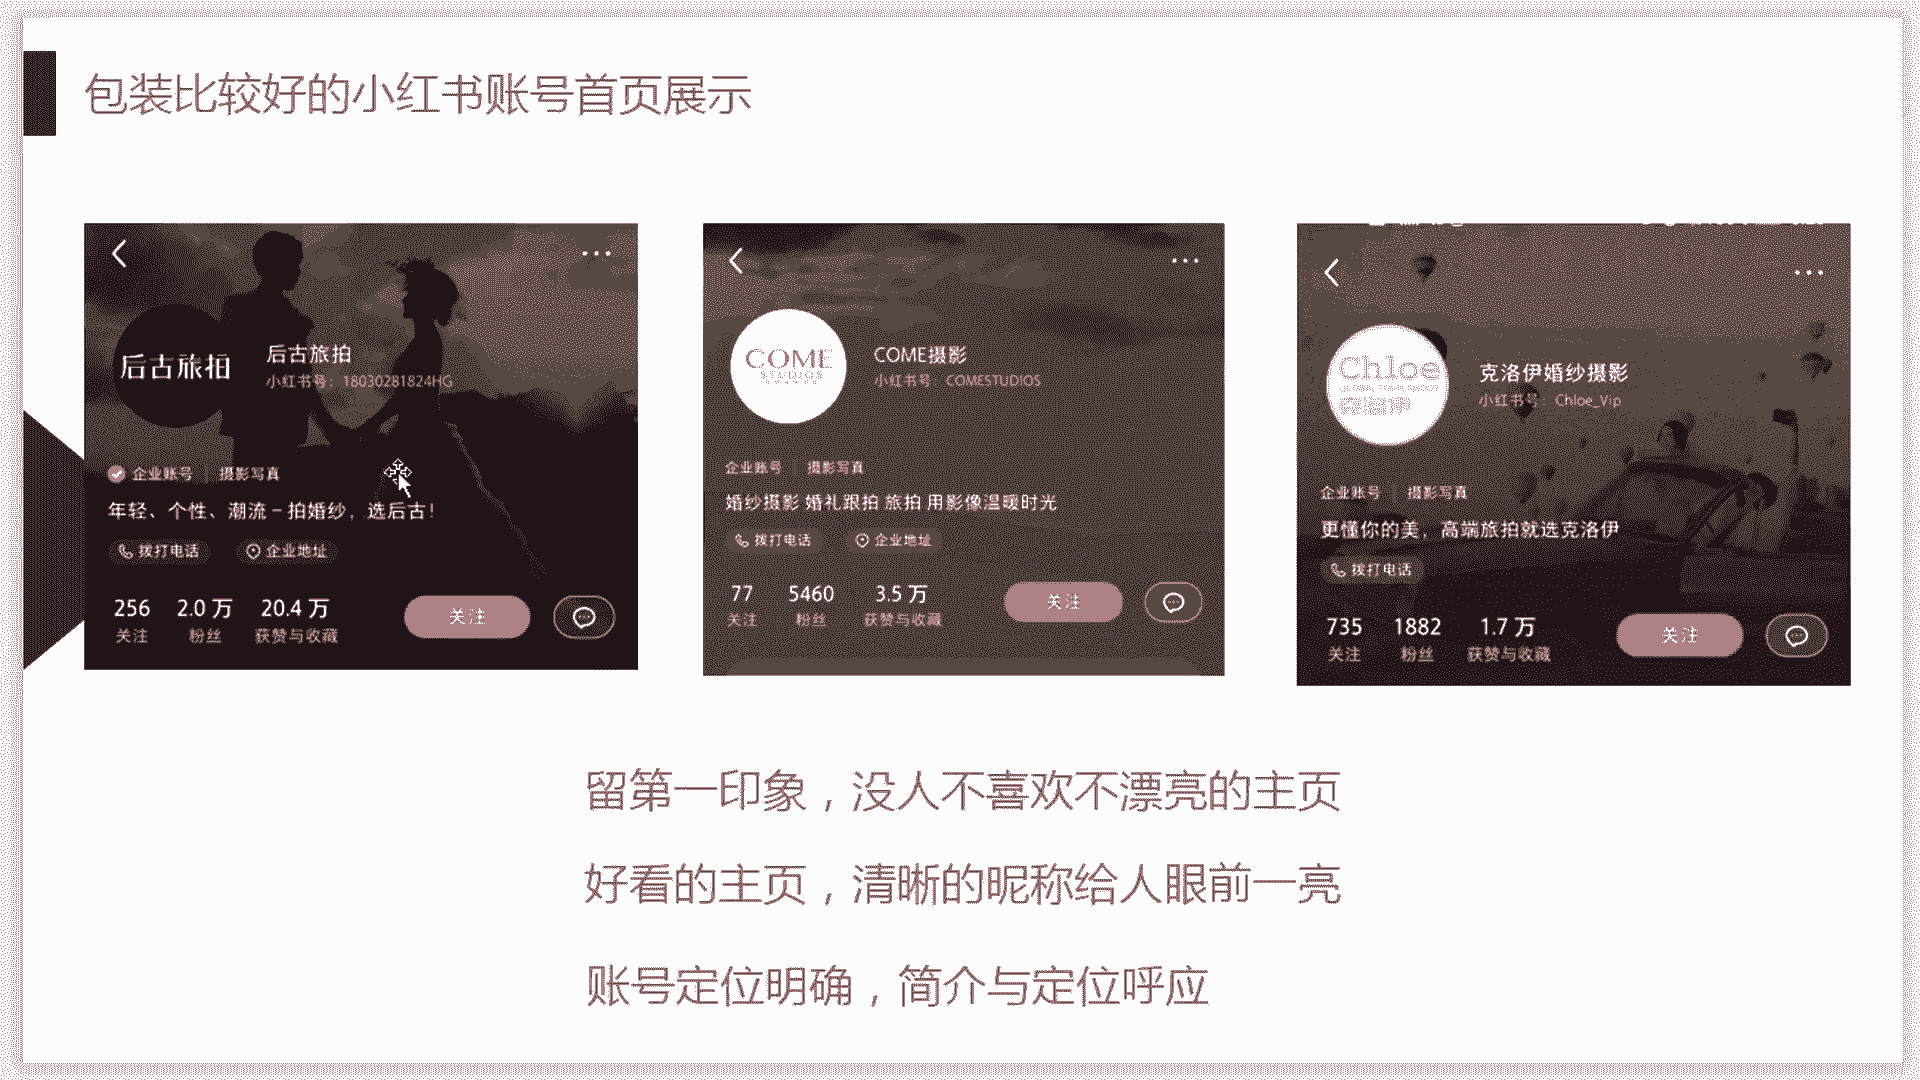 包装比较好的小红书账号首页展示
后古旅拍
后古旅拍
小红书号：18030281824HG
企业账号 | 摄影写真
年轻、个性、潮流－拍婚纱，选后古！
拨打电话 企业地址
256 2.0 万 20.4 万
关注 粉丝 获赞与收藏
关注
COME
STUDIOS
COME摄影
小红书号：COMESTUDIOS
企业账号 | 摄影写真
婚纱摄影 婚礼跟拍 旅拍 用影像温暖时光
拨打电话 企业地址
77 5460 3.5 万
关注 粉丝 获赞与收藏
关注
Chloe
克洛伊
克洛伊婚纱摄影
小红书号：Chloe_Vip
企业账号 | 摄影写真
更懂你的美，高端旅拍就选克洛伊
拨打电话
735 1882 1.7 万
关注 粉丝 获赞与收藏
关注
留第一印象，没人不喜欢不漂亮的主页
好看的主页，清晰的昵称给人眼前一亮
账号定位明确，简介与定位呼应